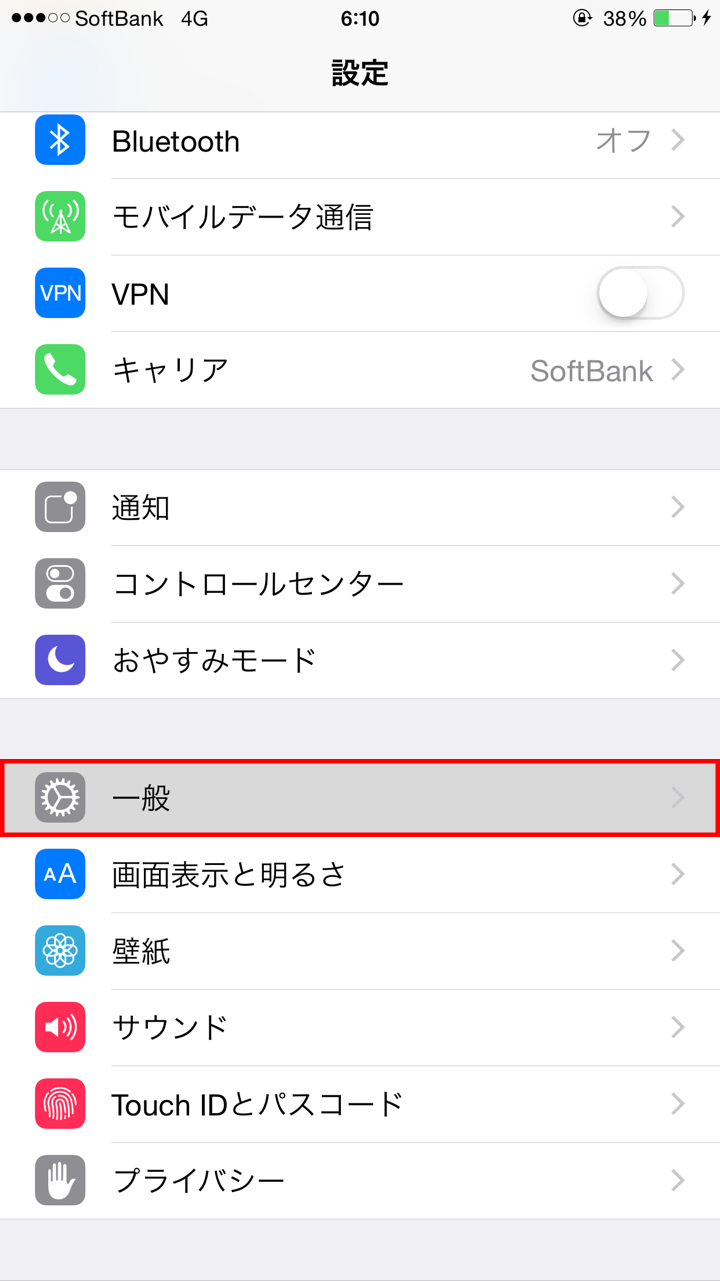 ●●●○○ SoftBank 4G 6:10 38%
設定
Bluetooth オフ
モバイルデータ通信
VPN VPN
キャリア SoftBank
通知
コントロールセンター
おやすみモード
一般
AA 画面表示と明るさ
壁紙
サウンド
Touch IDとパスコード
プライバシー